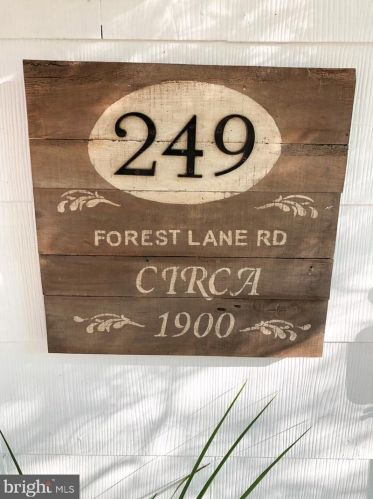 249
FOREST LANE RD
CIRCA
1900
bright MLS